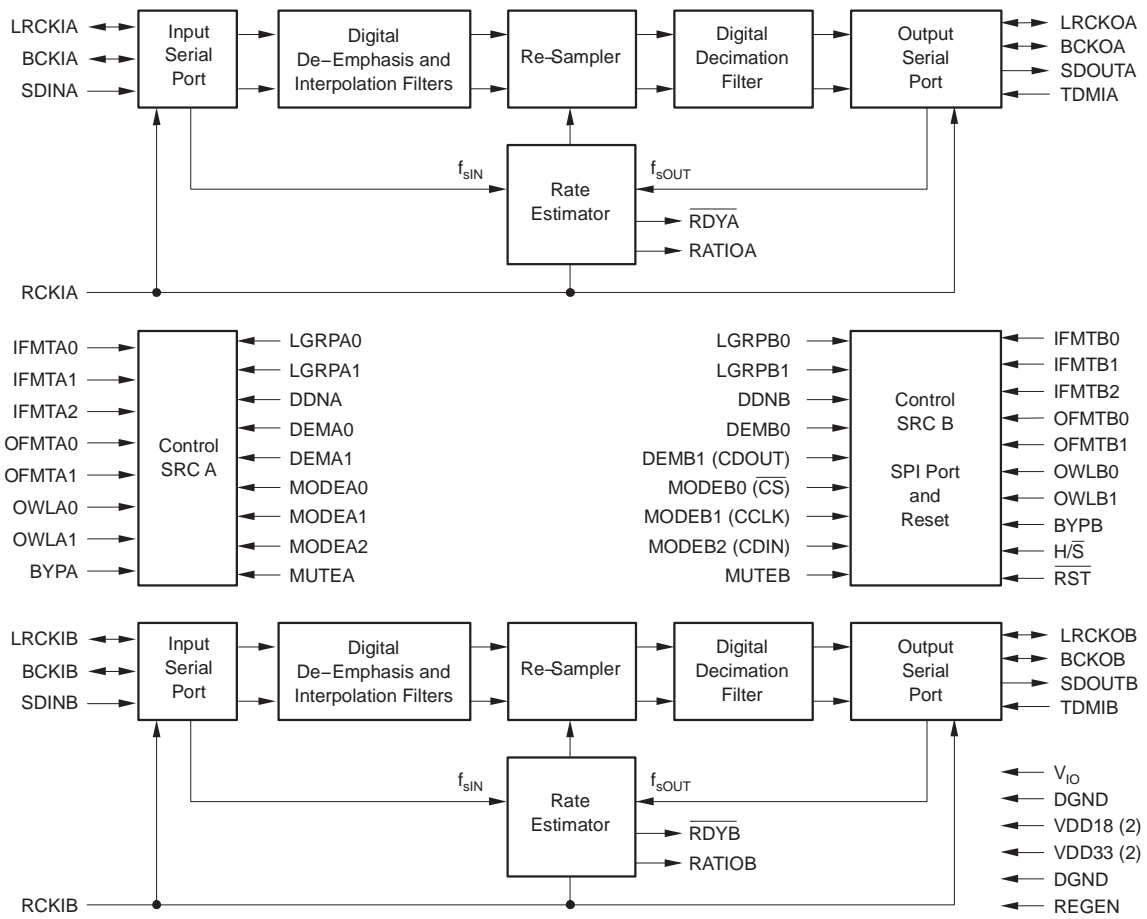 LRCKIA
BCKIA
SDINA
Input
Serial
Port
Digital
De−Emphasis and
Interpolation Filters
Re−Sampler
Digital
Decimation
Filter
Output
Serial
Port
LRCKOA
BCKOA
SDOUTA
TDMIA
fsIN
fsOUT
Rate
Estimator
RDYA
RATIOA
RCKIA
IFMTA0
IFMTA1
IFMTA2
OFMTA0
OFMTA1
OWLA0
OWLA1
BYPA
Control
SRC A
LGRPA0
LGRPA1
DDNA
DEMA0
DEMA1
MODEA0
MODEA1
MODEA2
MUTEA
LGRPB0
LGRPB1
DDNB
DEMB0
DEMB1 (CDOUT)
MODEB0 (CS)
MODEB1 (CCLK)
MODEB2 (CDIN)
MUTEB
Control
SRC B
SPI Port
and
Reset
IFMTB0
IFMTB1
IFMTB2
OFMTB0
OFMTB1
OWLB0
OWLB1
BYPB
H/S
RST
LRCKIB
BCKIB
SDINB
Input
Serial
Port
Digital
De−Emphasis and
Interpolation Filters
Re−Sampler
Digital
Decimation
Filter
Output
Serial
Port
LRCKOB
BCKOB
SDOUTB
TDMIB
fsIN
fsOUT
Rate
Estimator
RDYB
RATIOB
RCKIB
VIO
DGND
VDD18 (2)
VDD33 (2)
DGND
REGEN